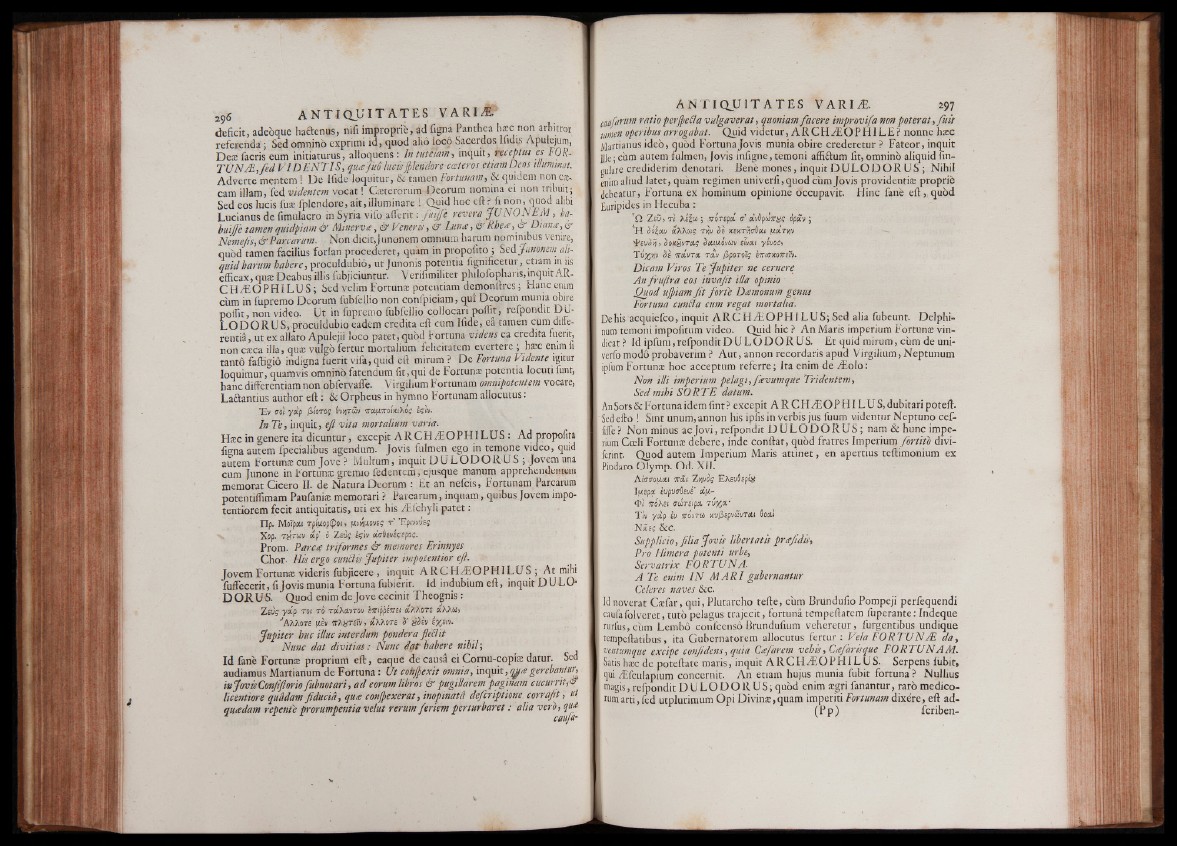 296 ANTIQUITATES VARIÆ.
deficit, adeòque hactenus, nisi impropriè, ad signa Panthea hæc non arbitror
referenda; Sed omninò exprimi id, quod alio locô Sacerdos Isidis Apulejum,
Deæ sacris eum initiaturus, alloquens: In tutelam, inquit, receptus es FOR-
TUNÆ, sed VIDENTIS, quæ suæ lucis splendore cæteros etiam Deos illuminat.
Adverte mentem! De Iside loquitur, & tamen Fortunam, & quidem non cæ-
cam illam, sed videntem vocat! Cæterorum Deorum nomina ei non tribuit;
Sed eos lucis suæ splendore, ait, illuminare! Quid hoc est? si non, quod alibi
Lucianus de simulacro in Syria viso asserit: fuisse revera JUNONEM, ha-
buisse tamen quidpiam & Minervæ, & Veneris, & Lunæ, & Rheæ, & Dianæ, &
Nemesis, & Parcarum. Non dicit, Junonem omnium harum nominibus venire,
quòd tamen facilius forsan procederet, quàm in proposito; Sed Junonem ali-
quid harum habere, proculdubiò, ut Junonis potentia significetur, etiam in iis
efficax, quæ Deabus illis subjiciuntur. Verisimiliter philosopharis, inquit AR-
CHÆOPHILUS; Sed velim Fortunæ potentiam demonstres; Hanc enim
cùm in supremo Deorum subsellio non conspiciam, quî Deorum munia obire
possit, non video. Ut in supremo subsellio collocari possit, respondit DU-
LODORUS, proculdubio eadem credita est cum Iside, eâ tamen cum diffe-
rentiâ, ut ex allato Apuleji loco patet, quòd Fortuna videns ea credita fuerit,
non cæca illa, quæ vulgò fertur mortalium felicitatem evertere; hæc enim si
tantò fastigiô indigna fuerit visa, quid est mirum? De Fortuna Vidente igitur
loquimur, quamvis omninò fatendum sit, qui de Fortunæ potentia locuti sunt,
hanc differentiam non observasse. Virgilium Fortunam omnipotentem vocare,
Lactantius author est: & Orpheus in hymno Fortunam allocutus:
Ἐν σοὶ γὰρ βίοτος θνητῶν παμποίκιλός ἐςιν.
In Te, inquit, est vita mortalium varia.
Hæc in genere ita dicuntur, excepit ARCHÆOPHILUS: Ad proposita
signa autem specialibus agendum. Jovis fulmen ego in temone video, quid
autem Fortunæ cum Jove? Multum, inquit DULODORUS; Jovem unà
cum Junone in Fortunæ gremio sedentem, ejusque manum apprehendentem
memorat Cicero II. de Natura Deorum: Et an nescis, Fortunam Parcarum
potentissimam Pausaniæ memorari? Parcarum, inquam, quibus Jovem impo-
tentiorem fecit antiquitatis, uti ex his Æschyli patet:
Πρ. Μοῖραι τρίμορφοι, μνήμονες τ' Ἐριννύες
Χορ. τούτων ἆρ' ὁ Ζεὺς ἐςὶν ἀσθενέςερος.
Prom. Parcæ triformes & memores Erinnyes
Chor. His ergo cunctis Jupiter impotentior est.
Jovem Fortunæ videris subjicere, inquit ARCHÆOPHILUS; At mihi
suffecerit, si Jovis munia Fortuna subierit. Id indubium est, inquit DULO-
DORUS. Quod enim de Jove cecinit Theognis:
Ζεὺς γάρ τοι τὸ τάλαντον ἐπιῤῥέπει ἄλλοτε ἄλλως,
Ἄλλοτε μὲν πλουτεῖν, ἄλλοτε δ' οὐδὲν ἔχειν.
Jupiter huc illuc interdum pondera flectit
Nunc dat divitias: Nunc dat habere nihil;
Id sanè Fortunæ proprium est, eaque de causâ ei Cornu-copiæ datur. Sed
audiamus Martianum de Fortuna: Ut conspexit omnia, inquit, quæ gerebantur,
in Jovis Consistorio subnotari, ad eorum libros & pugillarem paginam cucurrit, &
licentiore quâdam fiduciâ, quæ conspexerat, inopinatâ descriptione corrasit, ut
quædam repentè prorumpentia velut rerum seriem perturbaret: alia verò, quæ
causa-
ANTIQUITATES VARIÆ. 297
causarum ratio perspecta vulgaverat, quoniam facere improvisa non poterat, suis
tamen operibus arrogabat. Quid videtur, ARCHÆOPHILE? nonne hæc
Martianus ideò, quòd Fortuna Jovis munia obire crederetur? Fateor, inquit
Ille; cùm autem fulmen, Jovis insigne, temoni afflictum sit, omninò aliquid sin-
gulare crediderim denotari. Bene mones, inquit DULODORUS; Nihil
enim aliud latet, quàm regimen universi, quod cùm Jovis providentiæ propriè
debeatur, Fortuna ex hominum opinione occupavit. Hinc sanè est, quòd
Euripides in Hecuba:
Ὦ Ζεῦ, τί λέξω; πότερά σ' ἀνθρώπους ὁρᾶν;
Ἢ δόξαν ἄλλως τήνδε κεκτῆσθαι μάτην
Ψευδῆ, δοκοῦντας δαιμόνων εἶναι γένος,
Τύχην δὲ πάντα τἀν βροτοῖς ἐπισκοπεῖν.
Dicam Viros Te Jupiter ne cernere
An frustra eos invasit illa opinio
Quod uspiam sit fortè Dæmonum genus
Fortuna cuncta cum regat mortalia.
De his acquiesco, inquit ARCHÆOPHILUS; Sed alia subeunt. Delphi-
num temoni impositum video. Quid hic? An Maris imperium Fortunæ vin-
dicat? Id ipsum, respondit DULODORUS. Et quid mirum, cùm de uni-
verso modò probaverim? Aut, annon recordaris apud Virgilium, Neptunum
ipsum Fortunæ hoc acceptum referre; Ita enim de Æolo:
Non illi imperium pelagi, sævumque Tridentem,
Sed mihi SORTE datum.
An Sors & Fortuna idem sint? excepit ARCHÆOPHILUS, dubitari potest.
Sed esto! Sint unum, annon his ipsis in verbis jus suum videntur Neptuno ces-
sisse? Non minus ac Jovi, respondit DULODORUS; nam & hunc impe-
rium Cœli Fortunæ debere, inde constat, quòd fratres Imperium sortitò divi-
serint. Quod autem Imperium Maris attinet, en apertius testimonium ex
Pindaro Olymp. Od. XII.
Λίσσομαι παῖ Ζηνὸς Ἐλευθερίου
Ἱμέραν εὐρυσθενέ' ἀμ-
φι πόλει σώτειρα τύχα·
Τὶν γὰρ ἐν πόντῳ κυβερνῶνται θοαὶ
Νᾶες &c.
Supplicio, filia Jovis libertatis præsidis,
Pro Himera potenti urbe,
Servatrix FORTUNA.
A Te enim IN MARI gubernantur
Celeres naves &c.
Id noverat Cæsar, qui, Plutarcho teste, cùm Brundusio Pompeji persequendi
causa solveret, tutò pelagus trajecit, fortunâ tempestatem superante: Indeque
rursus, cùm Lembô conscensô Brundusium veheretur, surgentibus undique
tempestatibus, ita Gubernatorem allocutus fertur: Vela FORTUNÆ da,
ventumque excipe confidens, quia Cæsarem vehis, Cæsarisque FORTUNAM.
Satis hæc de potestate maris, inquit ARCHÆOPHILUS. Serpens subit,
qui Æsculapium concernit. An etiam hujus munia subit fortuna? Nullius
magis, respondit DULODORUS; quòd enim ægri sanantur, rarò medico-
rum arti, sed utplurimum Opi Divinæ, quam imperiti Fortunam dixêre, est ad-
(Pp) scriben-